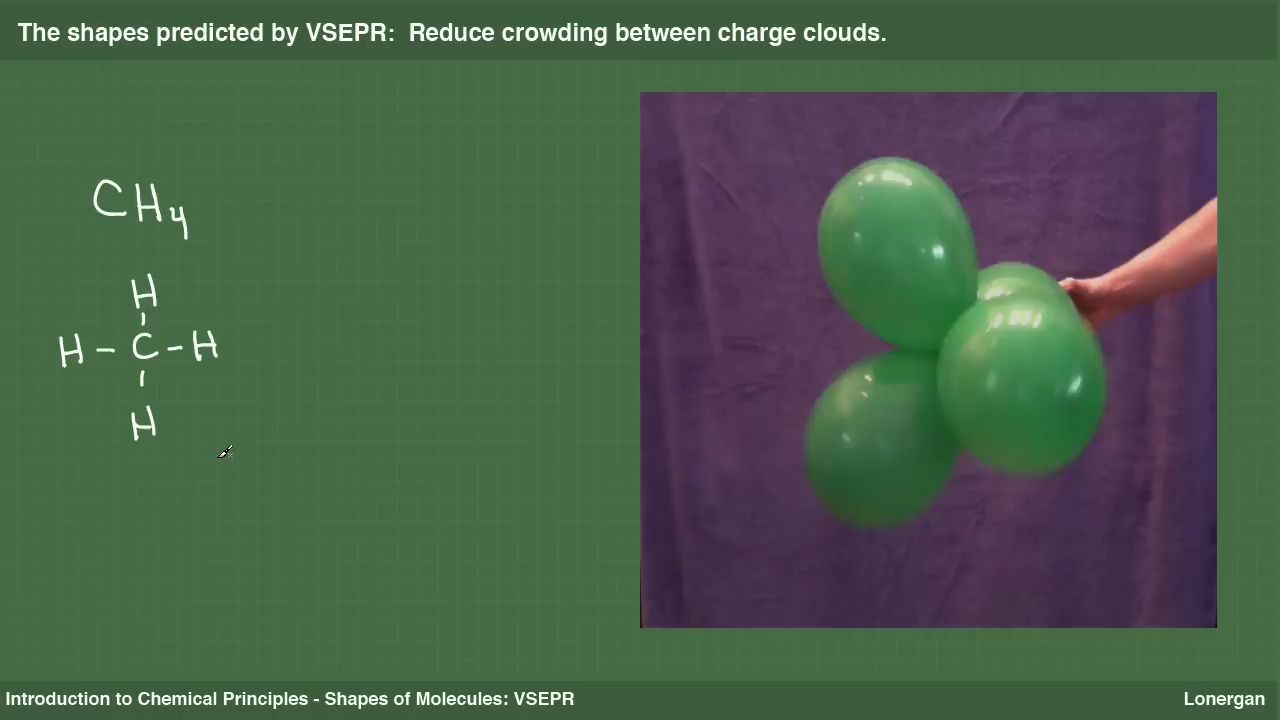 The shapes predicted by VSEPR: Reduce crowding between charge clouds.
CH4
H
H - C - H
H
Introduction to Chemical Principles - Shapes of Molecules: VSEPR
Lonergan